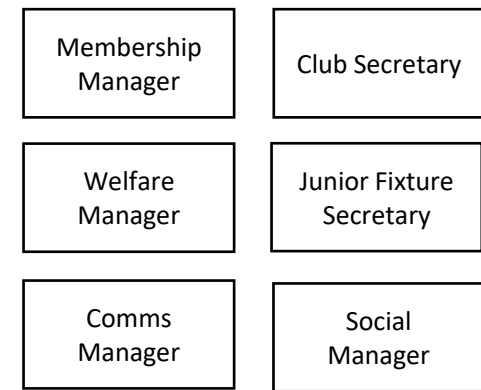 Membership
Manager
Club Secretary
Welfare
Manager
Junior Fixture
Secretary
Comms
Manager
Social
Manager